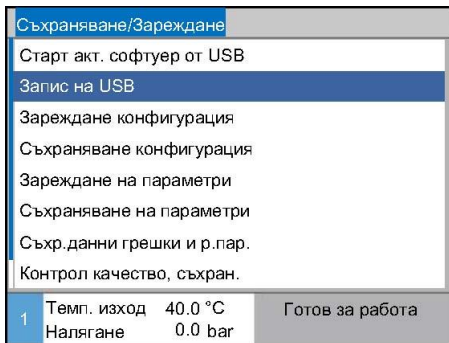 Съхраняване/Зареждане
Старт акт. софтуер от USB
Запис на USB
Зареждане конфигурация
Съхраняване конфигурация
Зареждане на параметри
Съхраняване на параметри
Съхр.данни грешки и р.пар.
Контрол качество, съхран.
1 Темп. изход 40.0 °C Готов за работа
Налягане 0.0 bar